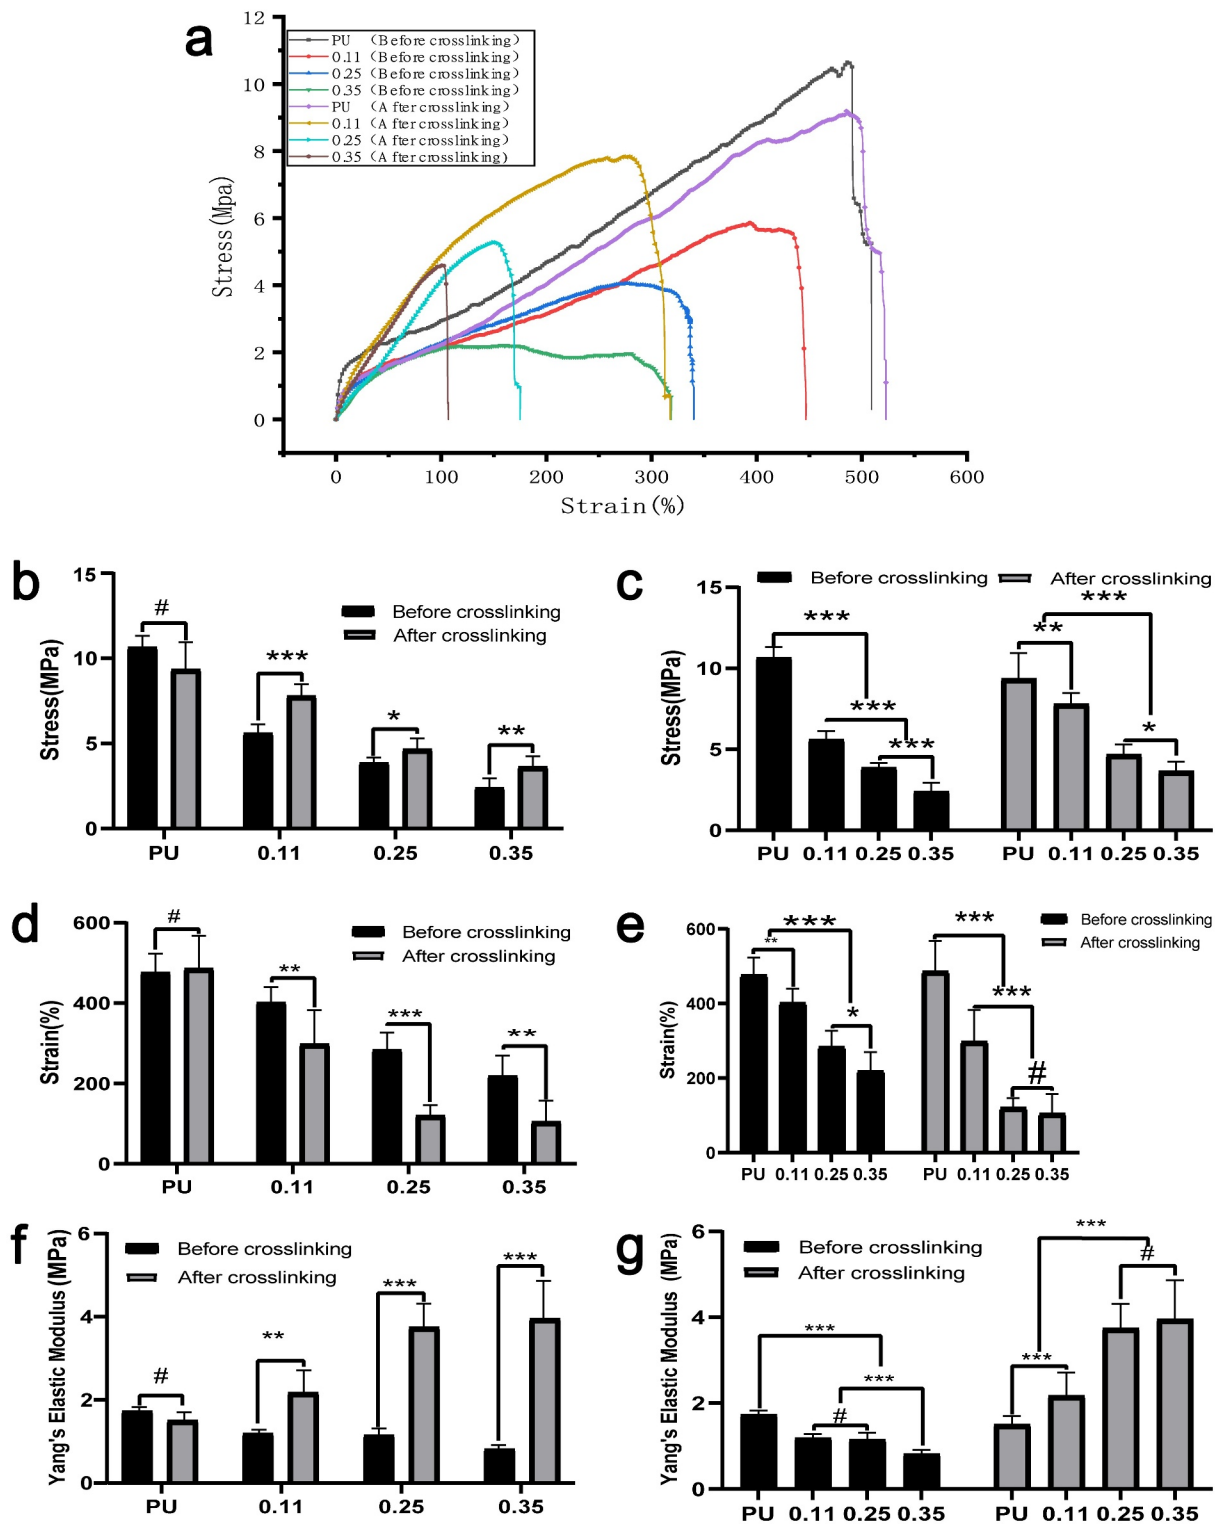 a
12
10
8
6
4
2
0
Stress(Mpa)
PU (Before crosslinking)
0.11 (Before crosslinking)
0.25 (Before crosslinking)
0.35 (Before crosslinking)
PU (After crosslinking)
0.11 (After crosslinking)
0.25 (After crosslinking)
0.35 (After crosslinking)
0 100 200 300 400 500 600
Strain(%)
b
15
10
5
0
Stress(MPa)
Before crosslinking
After crosslinking
#
***
*
**
PU 0.11 0.25 0.35
c
Before crosslinking After crosslinking
15
10
5
0
Stress(MPa)
***
***
***
**
***
*
PU 0.11 0.25 0.35 PU 0.11 0.25 0.35
d
600
400
200
0
Strain(%)
Before crosslinking
After crosslinking
#
**
***
**
PU 0.11 0.25 0.35
e
600
400
200
0
Strain(%)
Before crosslinking
After crosslinking
**
***
*
***
***
#
PU 0.11 0.25 0.35 PU 0.11 0.25 0.35
f
6
4
2
0
Yang's Elastic Modulus (MPa)
Before crosslinking
After crosslinking
#
**
***
***
PU 0.11 0.25 0.35
g
6
4
2
0
Yang's Elastic Modulus (MPa)
Before crosslinking
After crosslinking
***
#
***
***
***
#
PU 0.11 0.25 0.35 PU 0.11 0.25 0.35